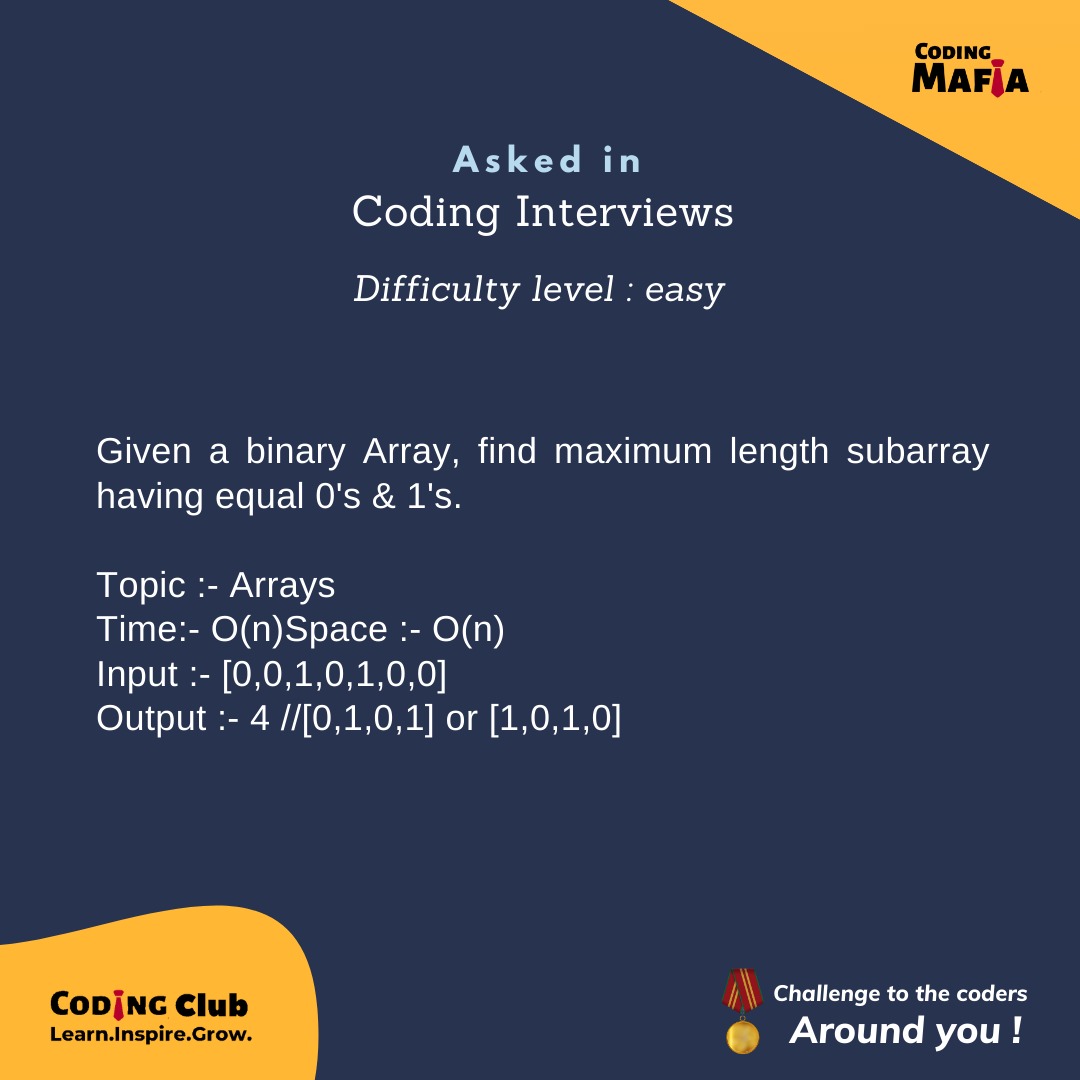 CODING
MAFIA
Asked in
Coding Interviews
Difficulty level : easy
Given a binary Array, find maximum length subarray
having equal 0's & 1's.
Topic :- Arrays
Time:- O(n)Space :- O(n)
Input :- [0,0,1,0,1,0,0]
Output :- 4 //[0,1,0,1] or [1,0,1,0]
CODING Club
Learn.Inspire.Grow.
Challenge to the coders
Around you !